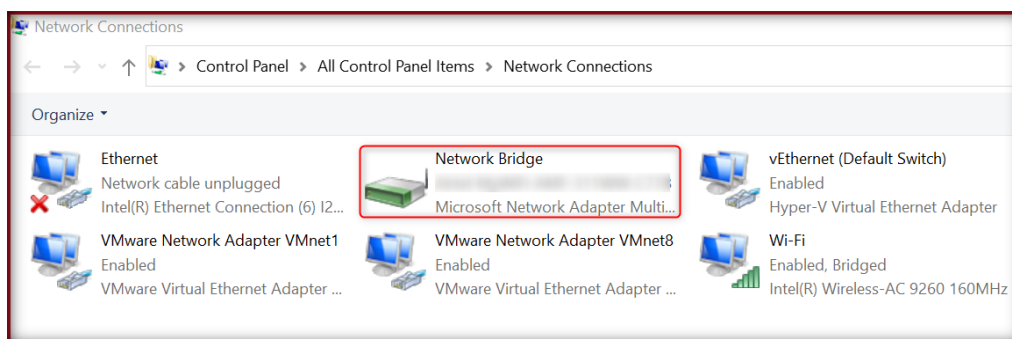 Network Connections
Control Panel > All Control Panel Items > Network Connections
Organize
Ethernet
Network cable unplugged
Intel(R) Ethernet Connection (6) I2...
Network Bridge
Microsoft Network Adapter Multi...
vEthernet (Default Switch)
Enabled
Hyper-V Virtual Ethernet Adapter
VMware Network Adapter VMnet1
Enabled
VMware Virtual Ethernet Adapter ...
VMware Network Adapter VMnet8
Enabled
VMware Virtual Ethernet Adapter ...
Wi-Fi
Enabled, Bridged
Intel(R) Wireless-AC 9260 160MHz